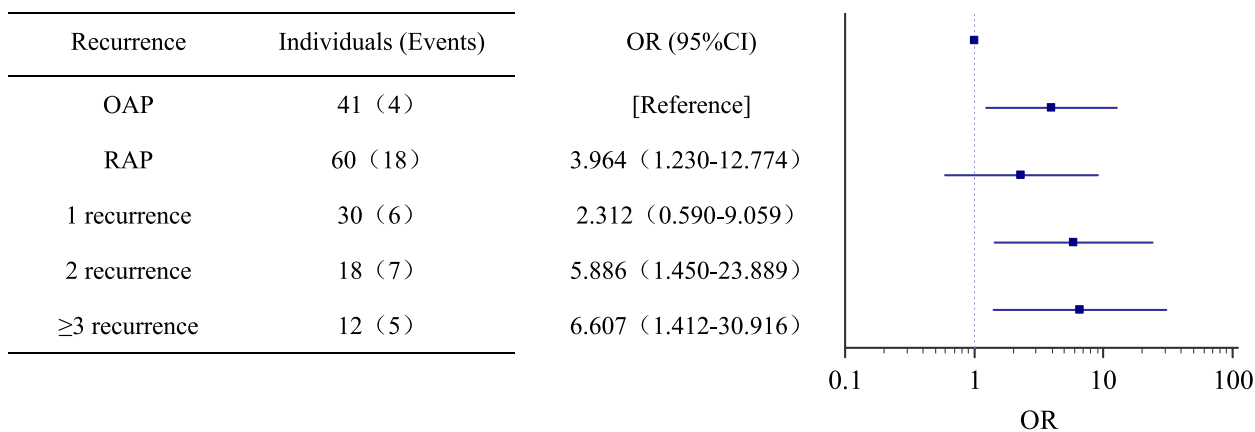 Recurrence Individuals (Events) OR (95%CI)
OAP 41（4） [Reference]
RAP 60（18） 3.964（1.230-12.774）
1 recurrence 30（6） 2.312（0.590-9.059）
2 recurrence 18（7） 5.886（1.450-23.889）
≥3 recurrence 12（5） 6.607（1.412-30.916）
0.1 1 10 100
OR